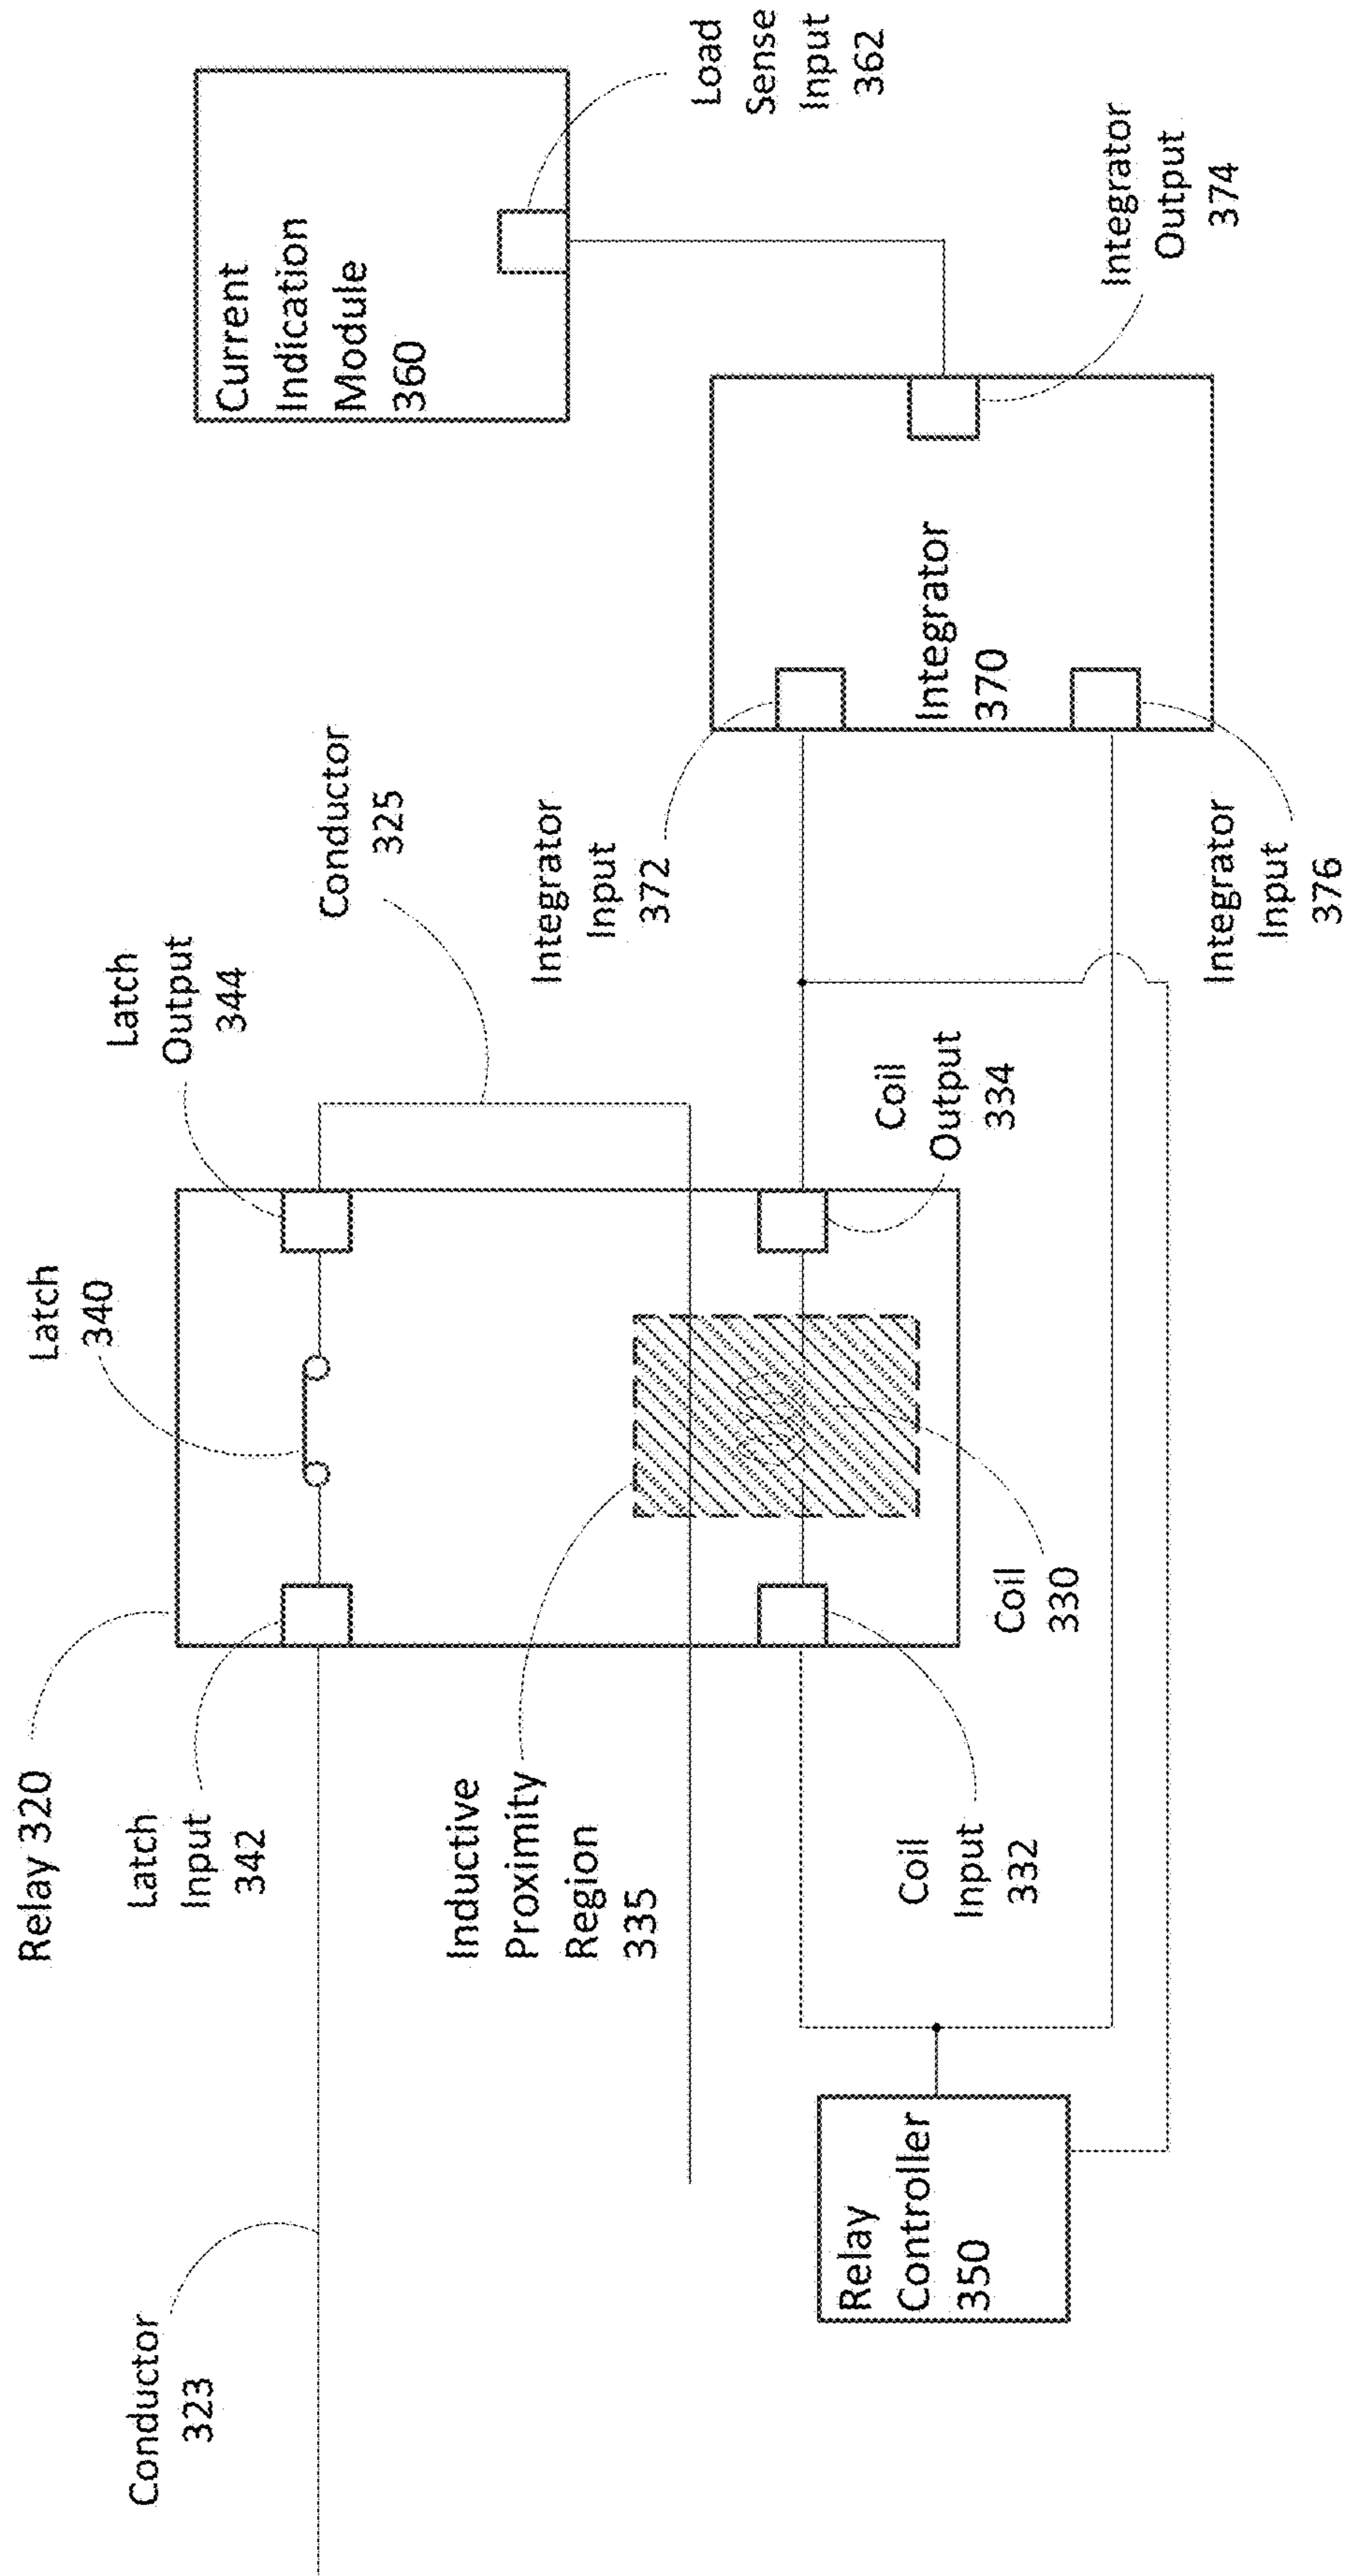 Relay 320
Conductor
323
Latch
Input
342
Latch
340
Latch
Output
344
Conductor
325
Current
Indication
Module
360
Load
Sense
Input
362
Inductive
Proximity
Region
335
Integrator
Input
372
Integrator
370
Integrator
Output
374
Relay
Controller
350
Coil
Input
332
Coil
330
Coil
Output
334
Integrator
Input
376